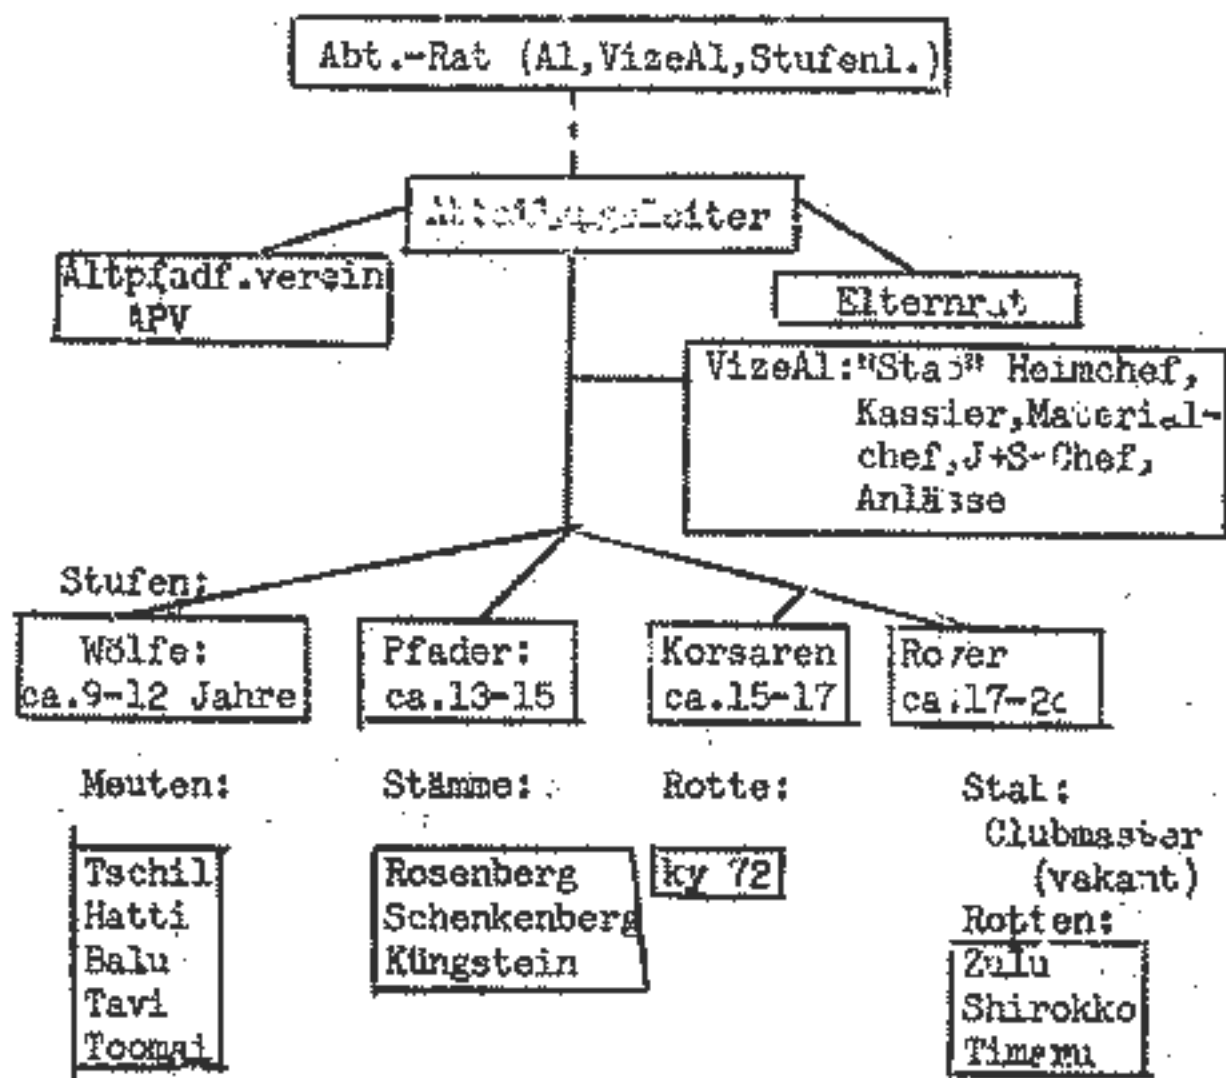 Abt.-Rat (Al,VizeAl,Stufenl.)
Abteilungsleiter
Altpfadf.verein
APV
Elternrat
VizeAl:"Stab" Heimchef,
Kassier,Material-
chef,J+S-Chef,
Anlässe
Stufen:
Wölfe:
ca.9-12 Jahre
Pfader:
ca.13-15
Korsaren
ca.15-17
Rover
Meuten:
Stämme:
Rotte:
Stab:
Clubmaster
(vakant)
Tschil
Hatti
Balu
Tavi
Toomai
Rosenberg
Schenkenberg
Küngstein
72
Rotten:
Zulu
Shirokko